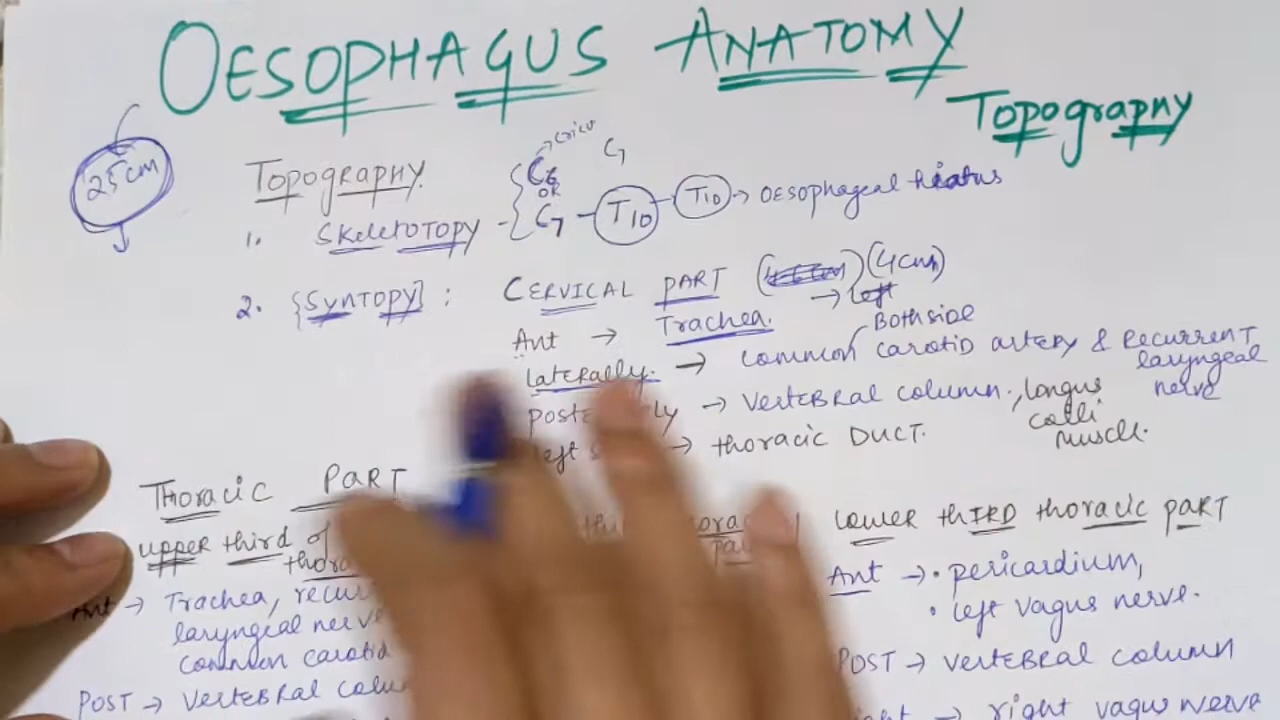 OESOPHAGUS ANATOMY
TOPOGRAPHY
25cm
TOPOGRAPHY.
1. SKELETOTOPY - C6 OR C7 - T10 - T10 → OESOPHAGEAL hiatus
C7
2. {SYNTOPY} : CERVICAL PART (4cm)
→ left
Ant → Trachea.
Both side
laterally. → common carotid artery & Recurrent laryngeal nerve
→ Vertebral column., longus colli muscle.
left → thoracic DUCT.
THORACIC PART
upper third of
Ant → Trachea,
laryngeal nerve
common carotid
POST → Vertebral
lower thIRD thoracic part
Ant → • pericardium,
• left vagus nerve.
POST → vertebral column
→ right vagus nerve